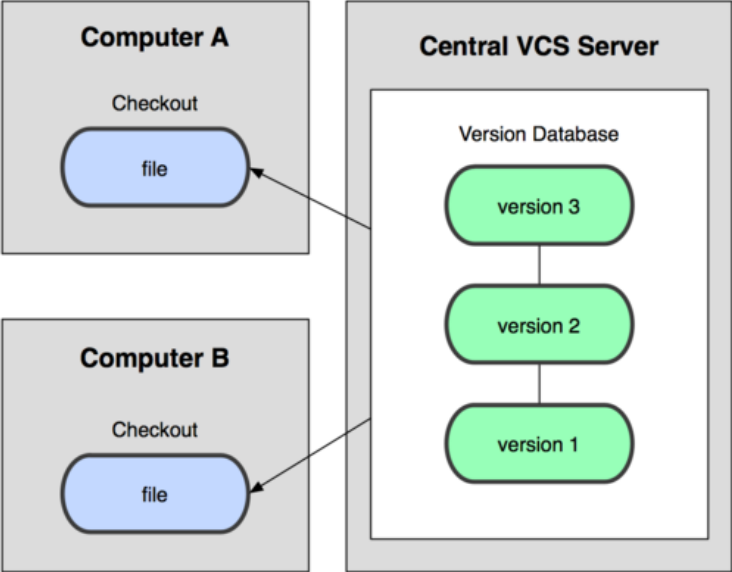 Computer A
Checkout
file
Computer B
Checkout
file
Central VCS Server
Version Database
version 3
version 2
version 1